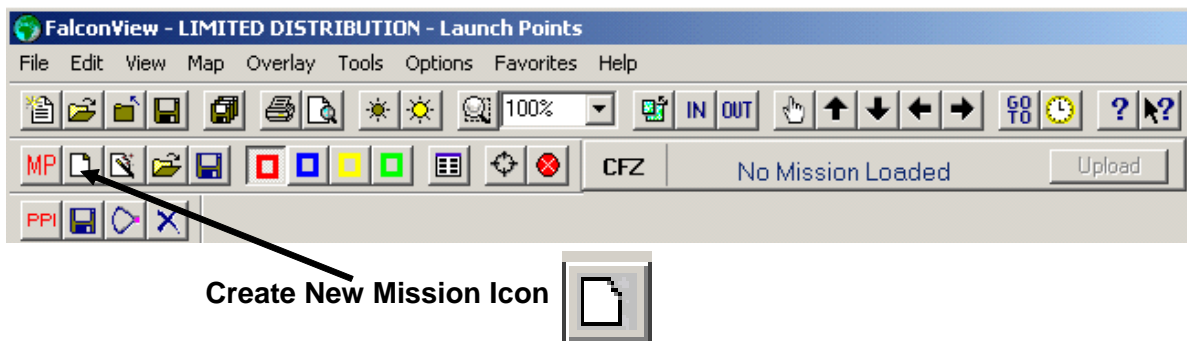 FalconView - LIMITED DISTRIBUTION - Launch Points
File Edit View Map Overlay Tools Options Favorites Help
100% IN OUT GO TO ? ?
MP CFZ No Mission Loaded Upload
PPI
Create New Mission Icon